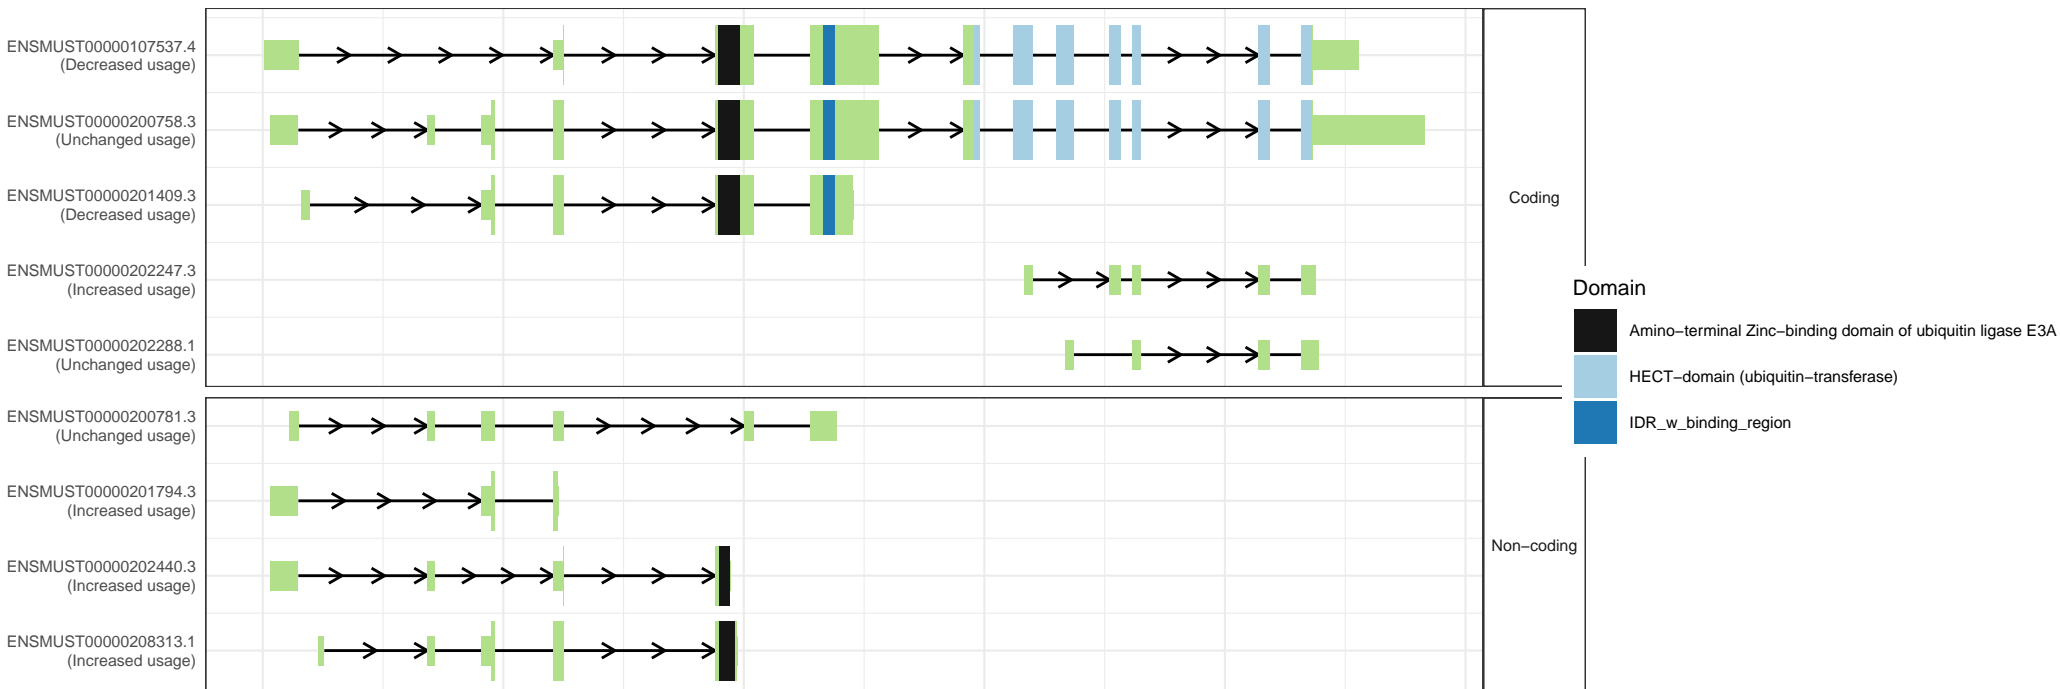 ENSMUST00000107537.4
(Decreased usage)
ENSMUST00000200758.3
(Unchanged usage)
ENSMUST00000201409.3
(Decreased usage)
ENSMUST00000202247.3
(Increased usage)
ENSMUST00000202288.1
(Unchanged usage)
Coding
ENSMUST00000200781.3
(Unchanged usage)
ENSMUST00000201794.3
(Increased usage)
ENSMUST00000202440.3
(Increased usage)
ENSMUST00000208313.1
(Increased usage)
Non−coding
Domain
Amino−terminal Zinc−binding domain of ubiquitin ligase E3A
HECT−domain (ubiquitin−transferase)
IDR_w_binding_region